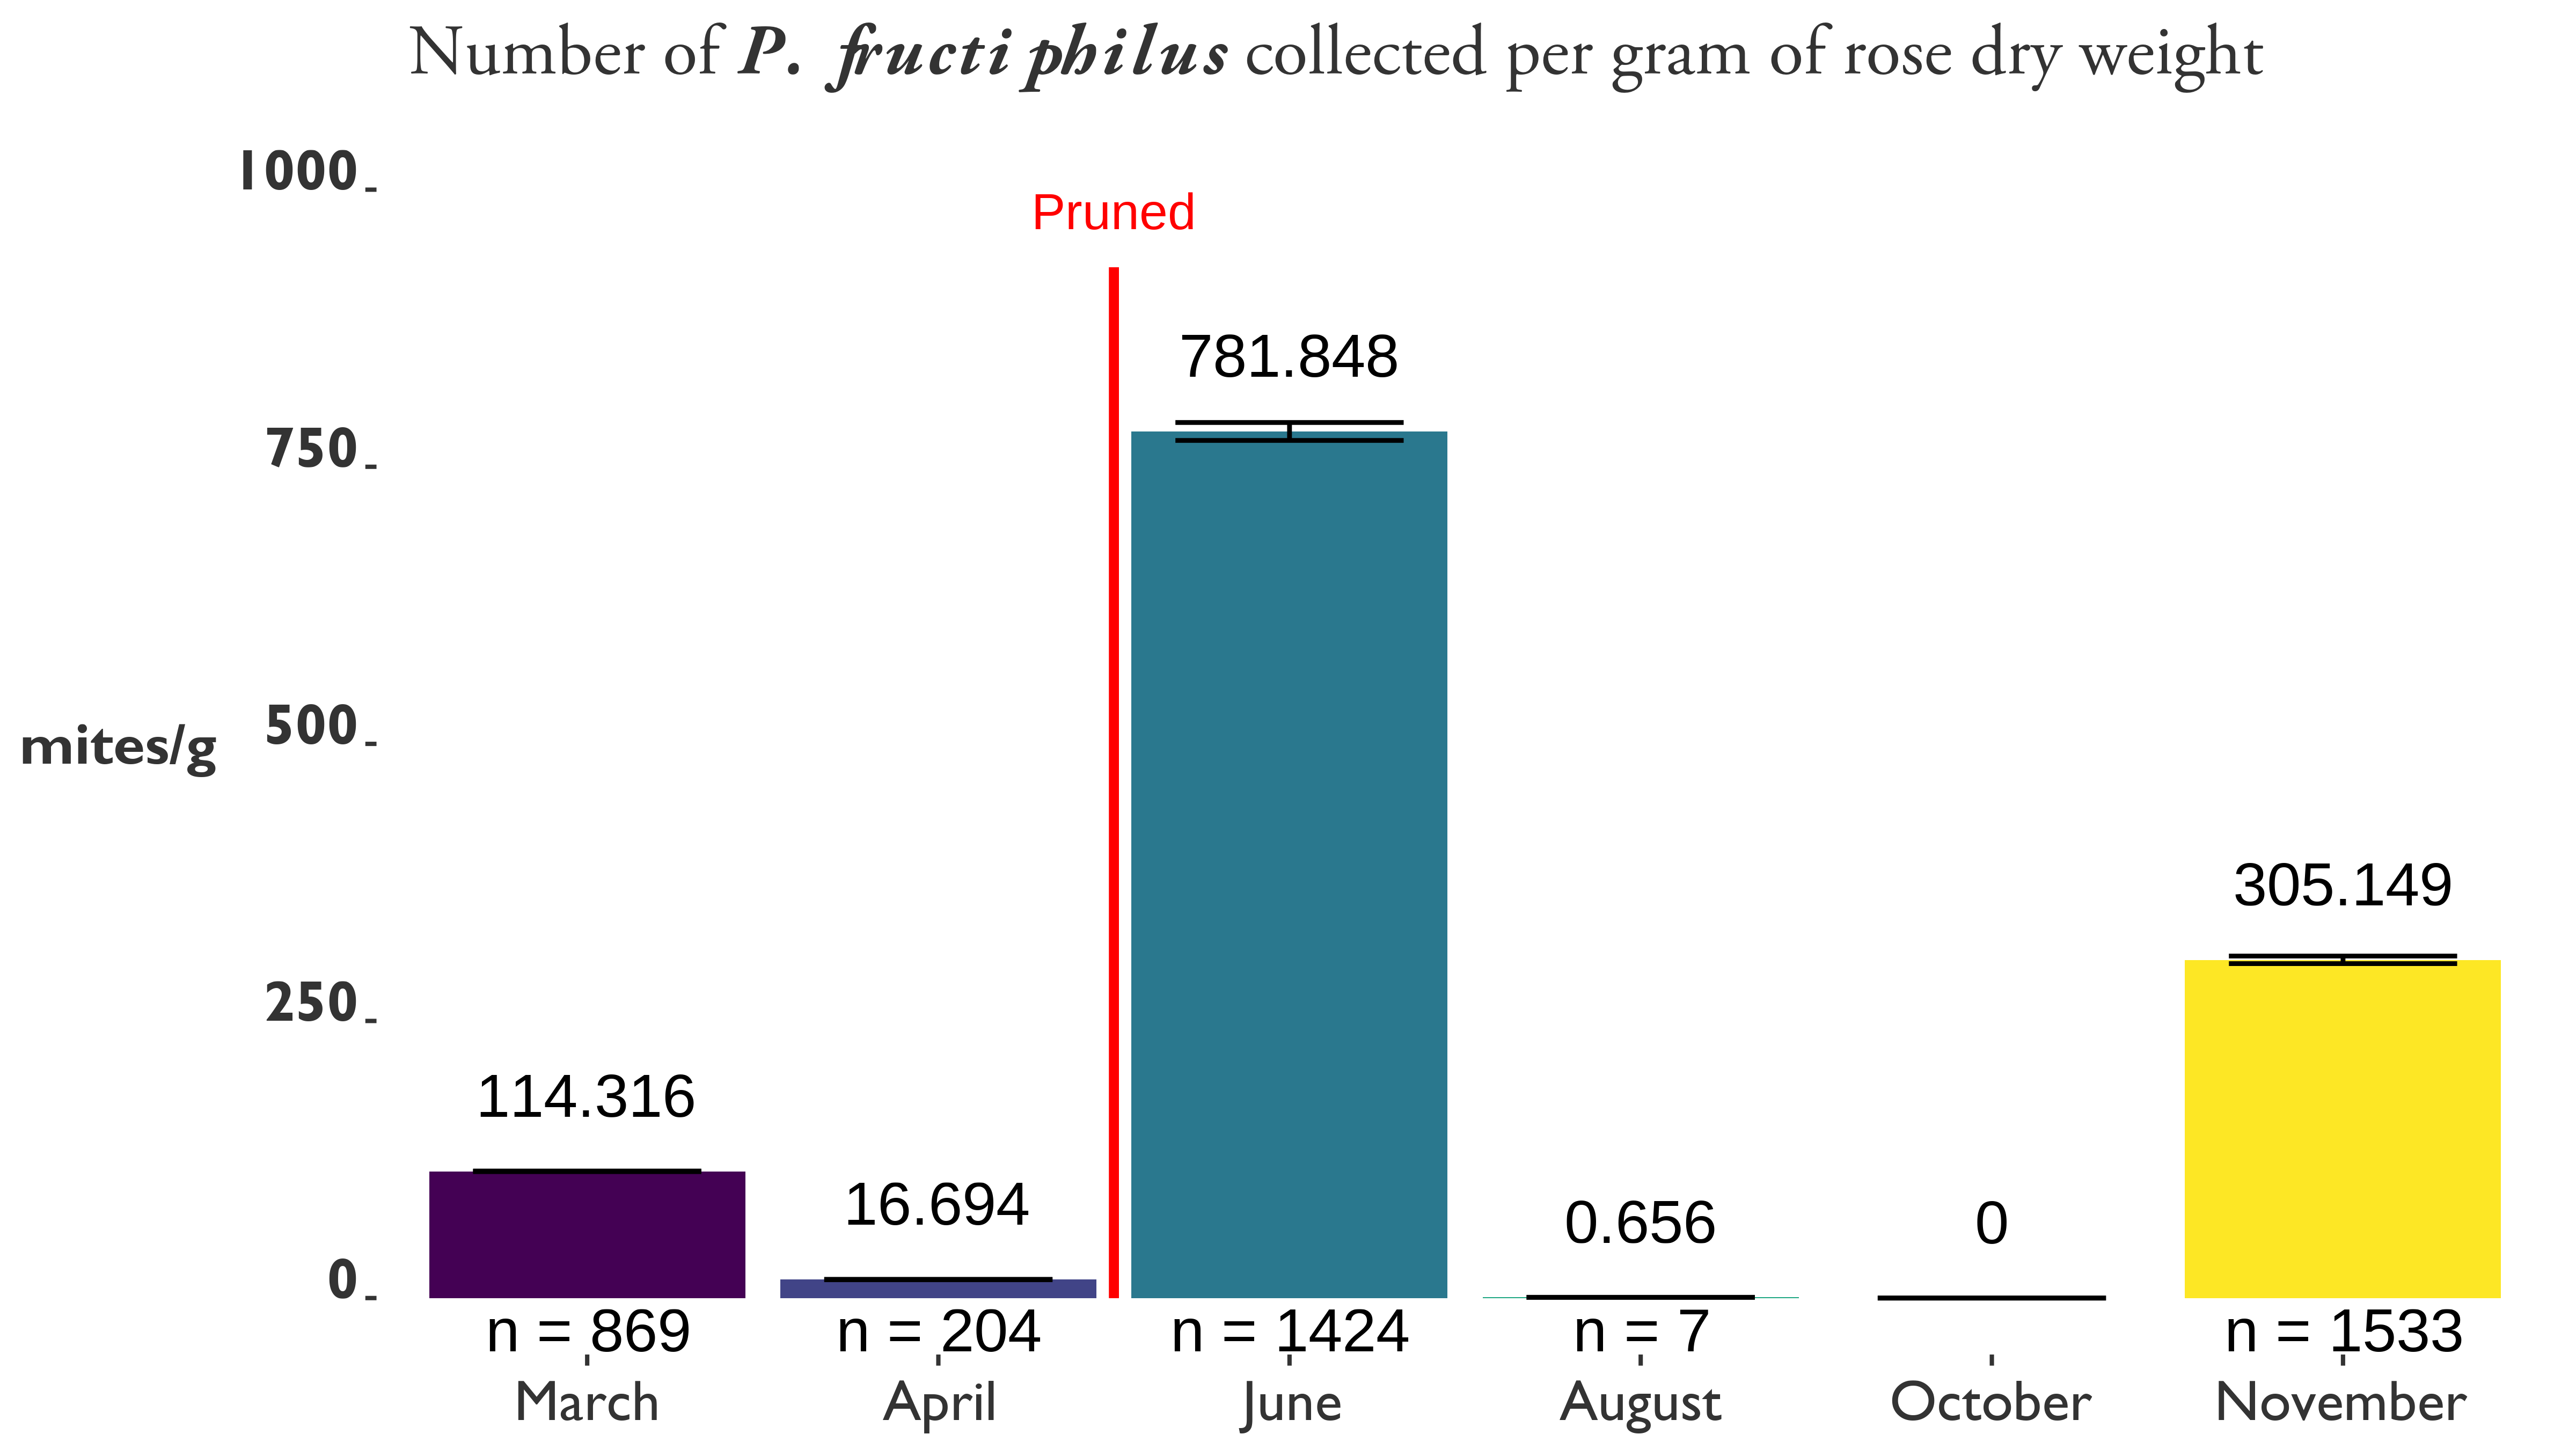 Number of P. fructiphilus collected per gram of rose dry weight
1000
Pruned
781.848
750
500
mites/g
305.149
250
114.316
16.694
0.656
0
0
n = 869
n = 204
n = 1424
n = 7
n = 1533
March
April
June
August
October
November